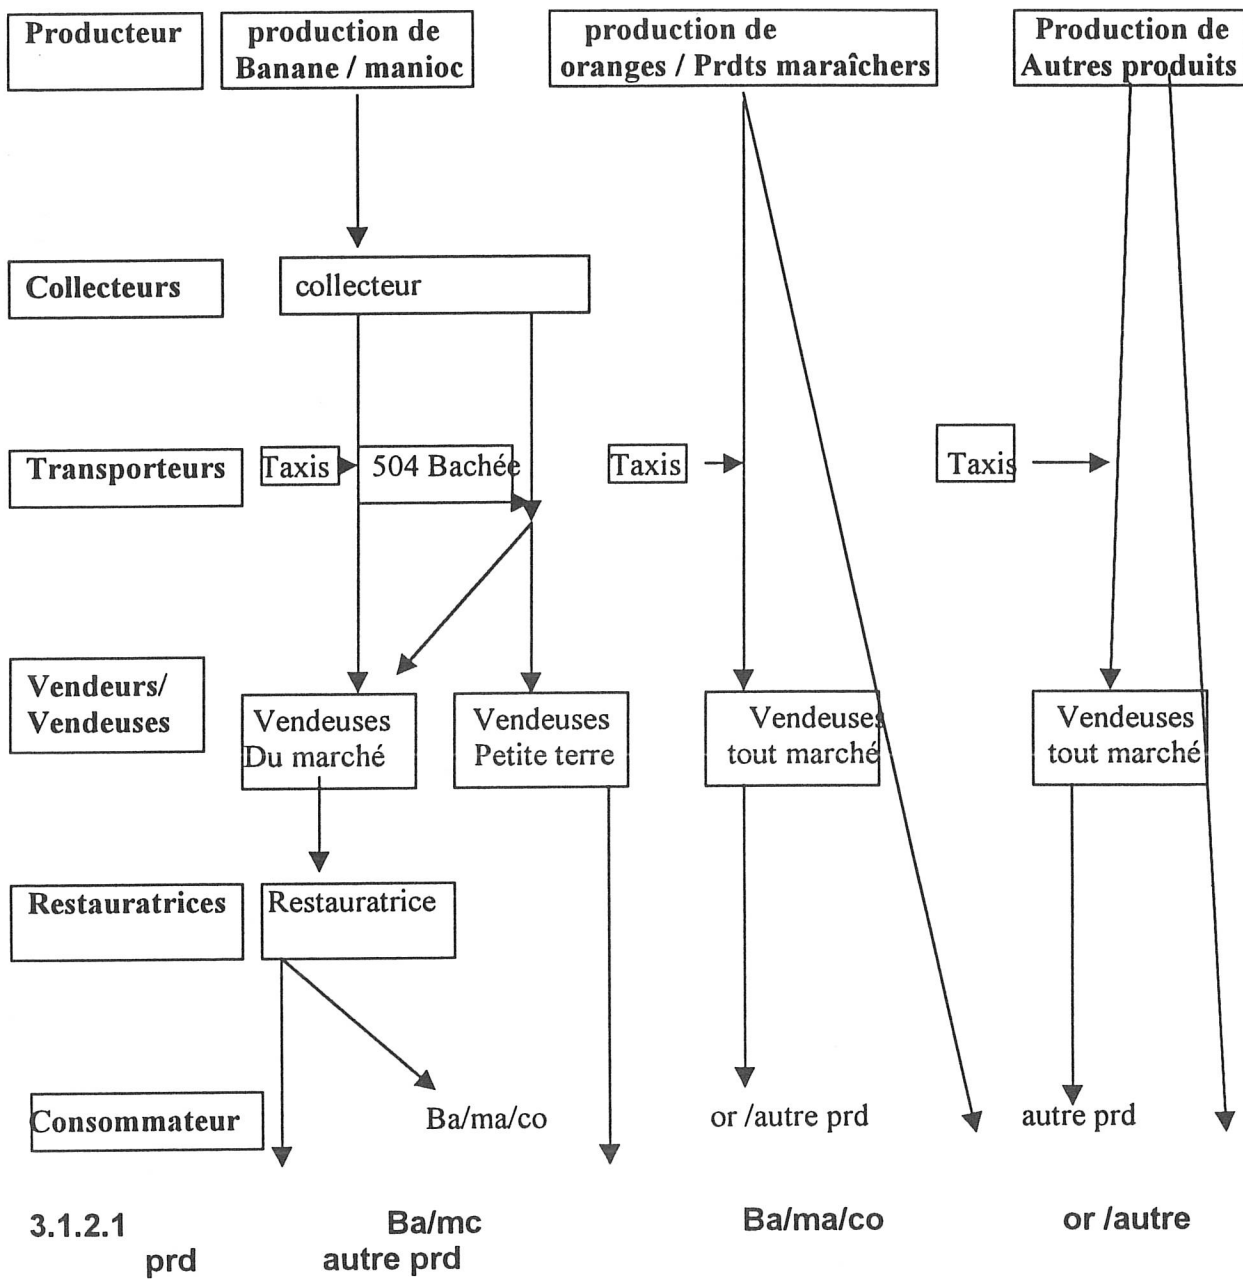 Producteur
production de
Banane / manioc
production de
oranges / Prdts maraîchers
Production de
Autres produits
Collecteurs
collecteur
Transporteurs
Taxis
504 Bachée
Taxis
Taxis
Vendeurs/
Vendeuses
Vendeuses
Du marché
Vendeuses
Petite terre
Vendeuses
tout marché
Vendeuses
tout marché
Restauratrices
Restauratrice
Consommateur
Ba/ma/co
or /autre prd
autre prd
3.1.2.1 Ba/mc Ba/ma/co or /autre
prd autre prd